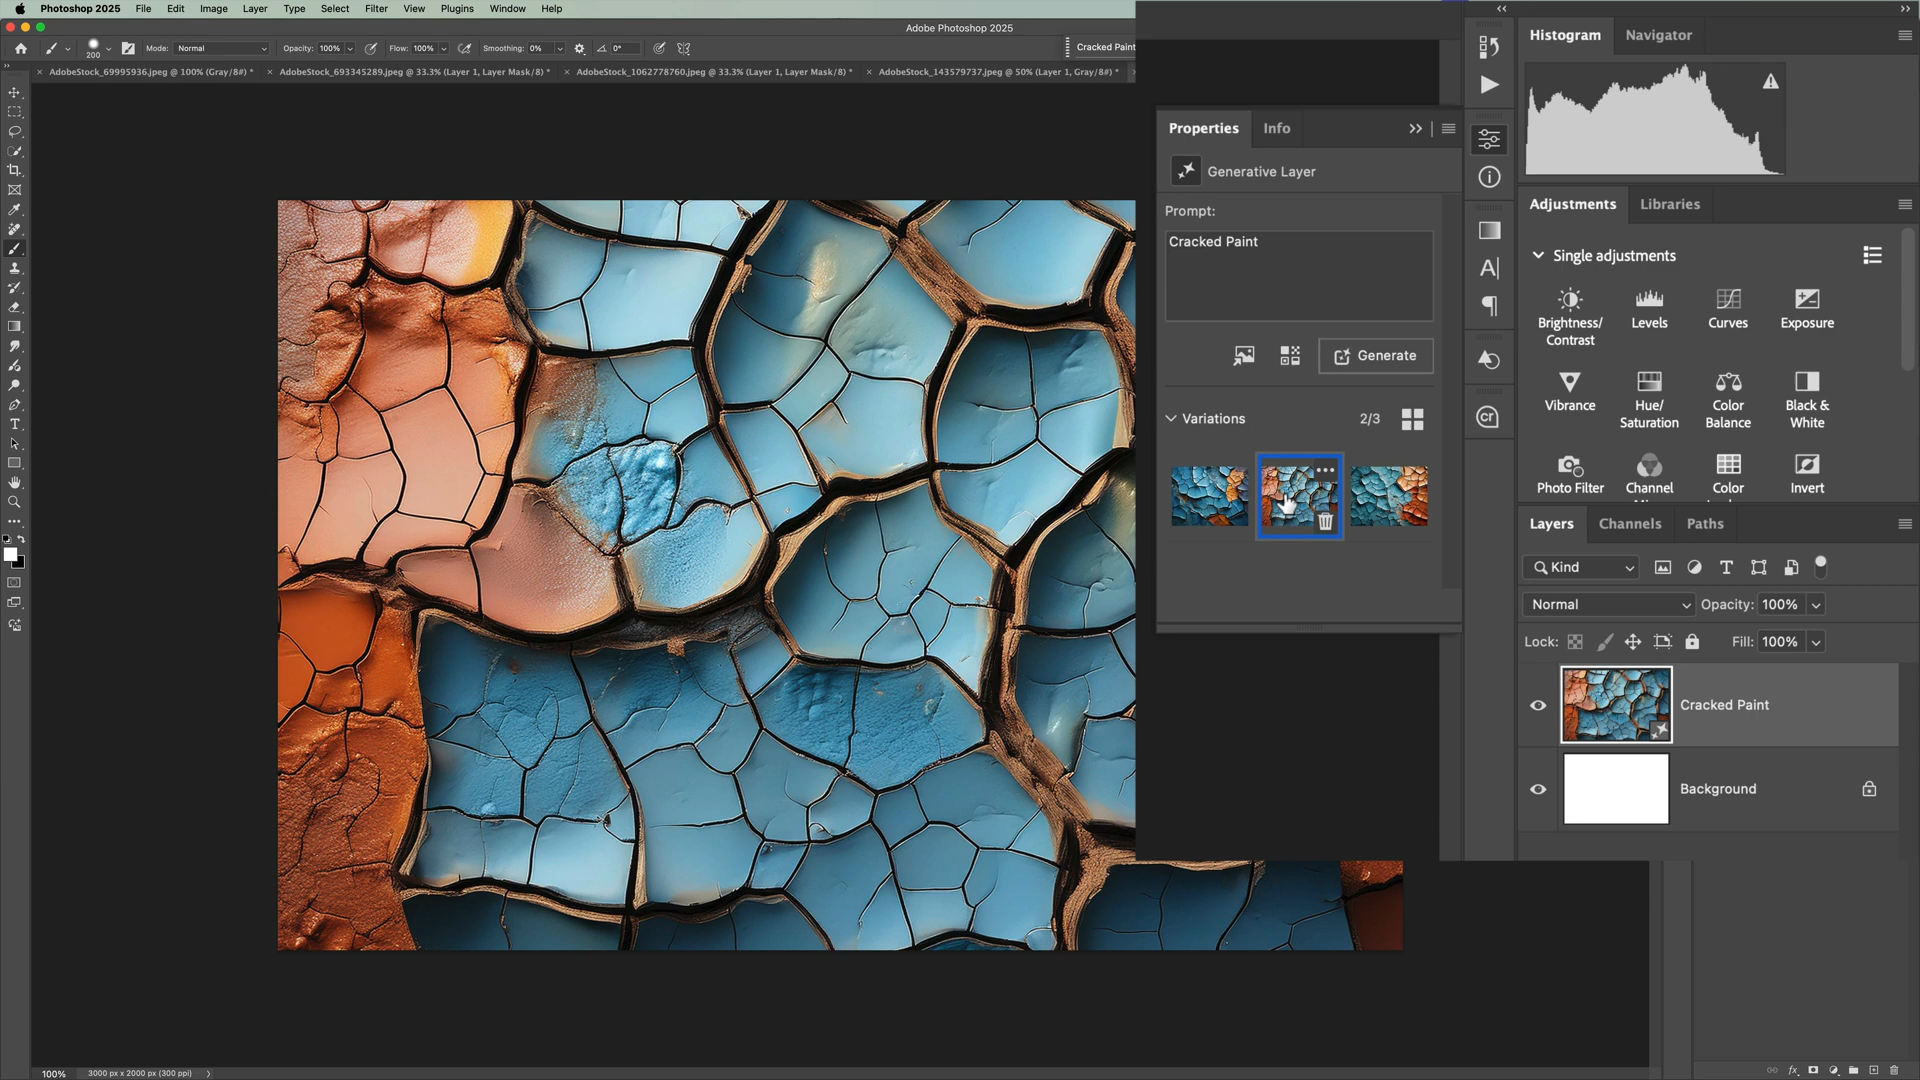 Photoshop 2025 File Edit Image Layer Type Select Filter View Plugins Window Help
Adobe Photoshop 2025
200
Mode: Normal Opacity: 100% Flow: 100% Smoothing: 0% 0° Cracked Paint
AdobeStock_69995936.jpeg @ 100% (Gray/8#) *
AdobeStock_693345289.jpeg @ 33.3% (Layer 1, Layer Mask/8) *
AdobeStock_1062778760.jpeg @ 33.3% (Layer 1, Layer Mask/8) *
AdobeStock_143579737.jpeg @ 50% (Layer 1, Gray/8#) *
Properties Info
Generative Layer
Prompt:
Cracked Paint
Generate
Variations 2/3
Histogram Navigator
Adjustments Libraries
Single adjustments
Brightness/
Contrast
Levels
Curves
Exposure
Vibrance
Hue/
Saturation
Color
Balance
Black &
White
Photo Filter
Channel
Color
Invert
Layers Channels Paths
Kind
Normal Opacity: 100%
Lock: Fill: 100%
Cracked Paint
Background
100% 3000 px x 2000 px (300 ppi)